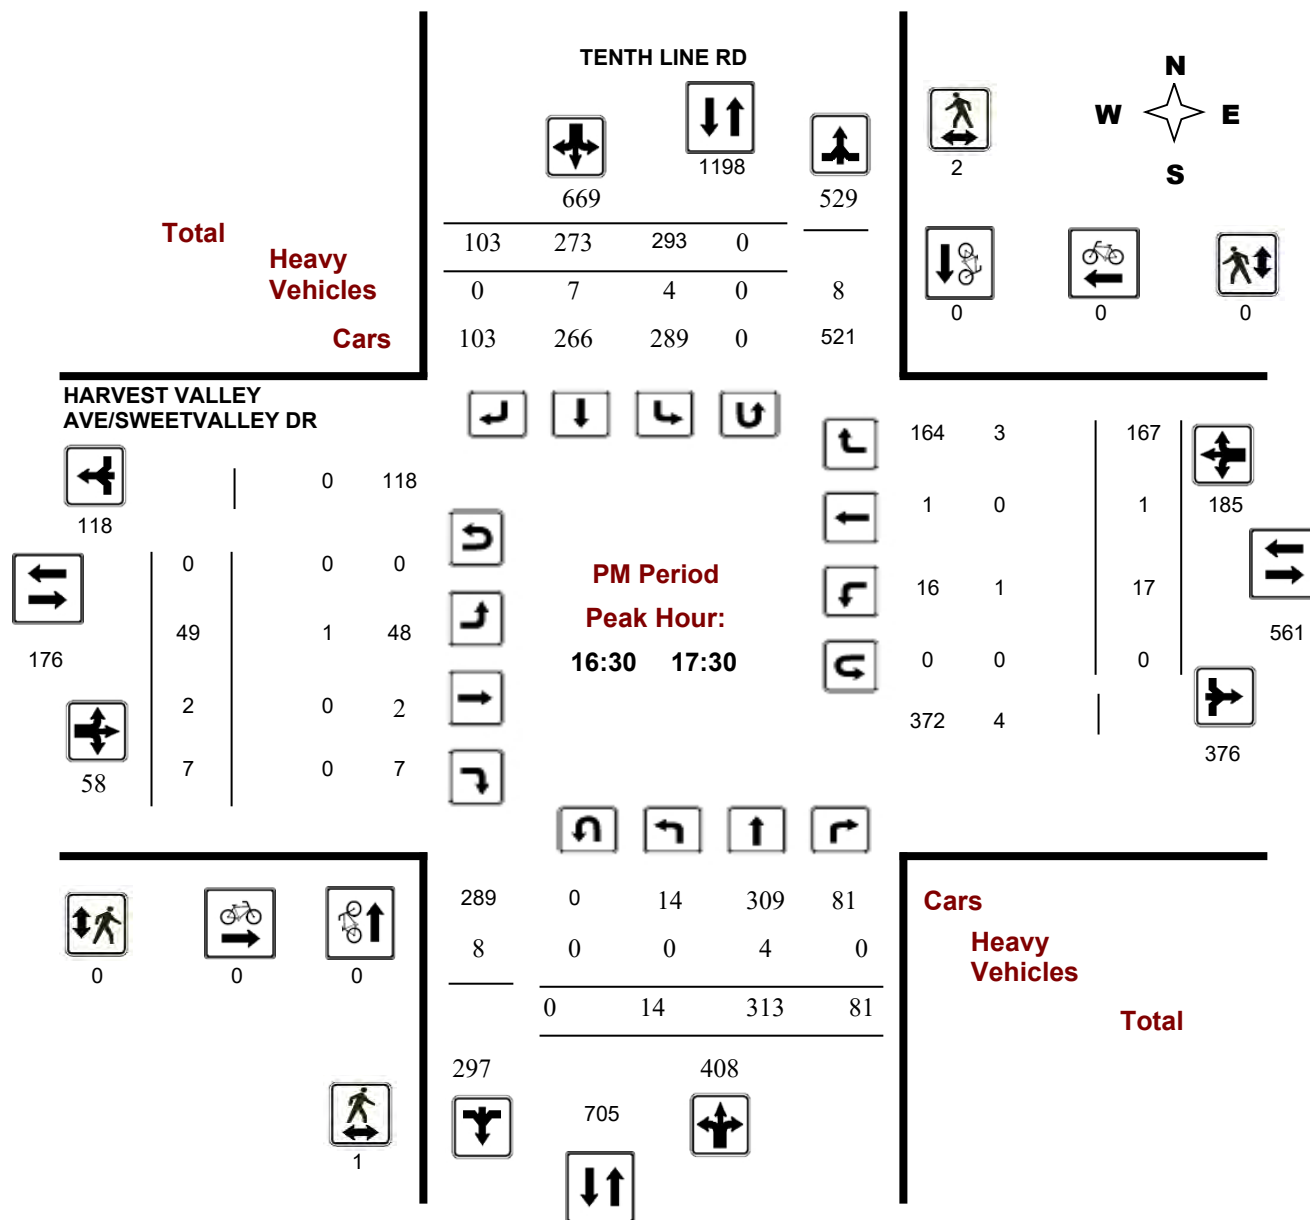 TENTH LINE RD
N
W E
S
1198
2
669 529
Total 103 273 293 0
Heavy
Vehicles 0 7 4 0 8
0 0 0
Cars 103 266 289 0 521
HARVEST VALLEY
AVE/SWEETVALLEY DR
164 3 167
0 118
118 1 0 1 185
0 0 0
PM Period
16 1 17
Peak Hour:
49 1 48 561
176 16:30 17:30 0 0 0
2 0 2
372 4
376
58 7 0 7
289 0 14 309 81 Cars
8 0 0 4 0 Heavy
Vehicles
0 0 0
0 14 313 81 Total
297 408
705
1